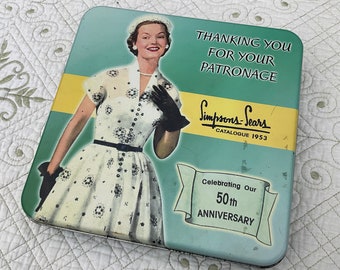 THANKING YOU
FOR YOUR
PATRONAGE
Simpsons-Sears
CATALOGUE 1953
Celebrating Our
50th
ANNIVERSARY